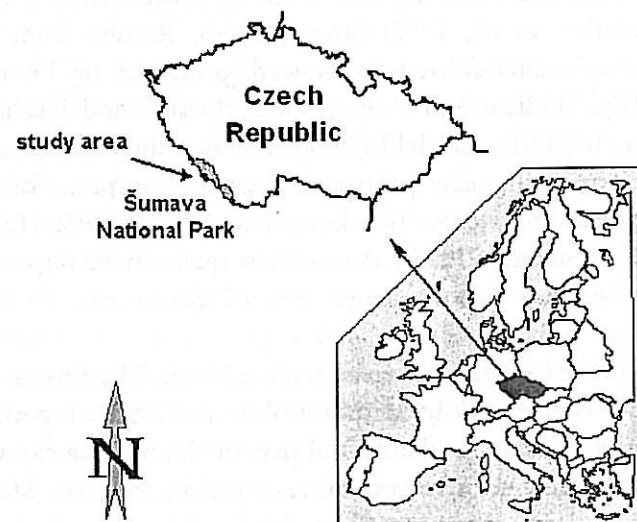 Czech
Republic
study area
Šumava
National Park
N